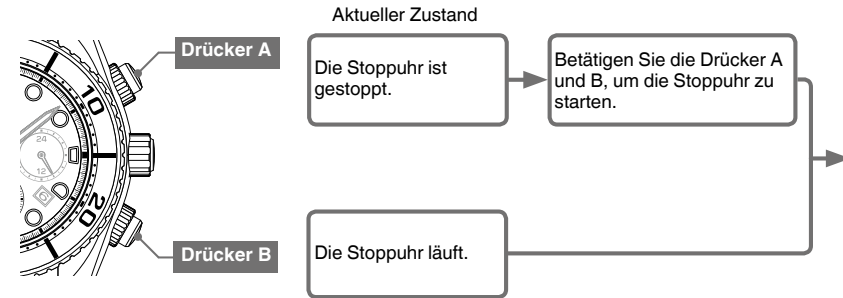 Aktueller Zustand
Drücker A
Die Stoppuhr ist
gestoppt.
Betätigen Sie die Drücker A
und B, um die Stoppuhr zu
starten.
10
24
12
6
20
Drücker B
Die Stoppuhr läuft.